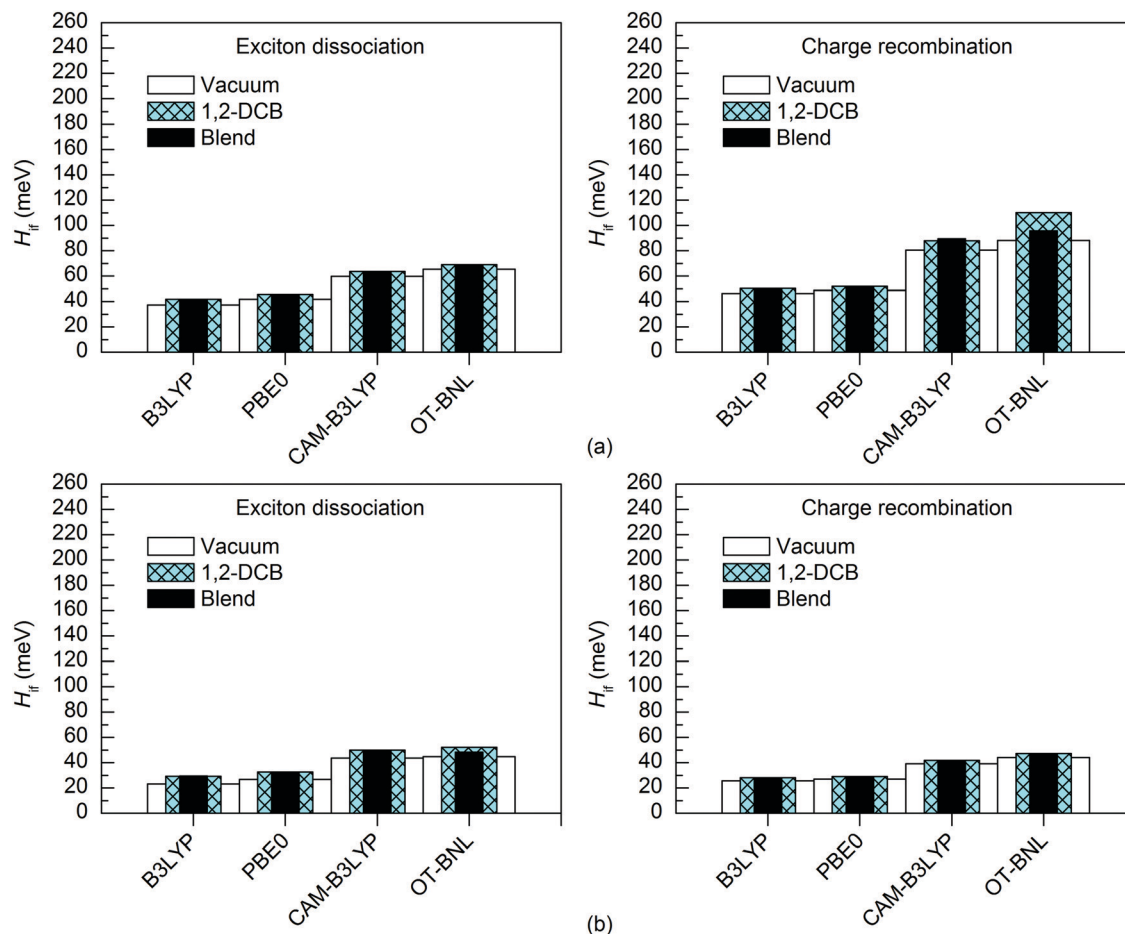 Exciton dissociation
Vacuum
1,2-DCB
Blend
H_if (meV)
260
240
220
200
180
160
140
120
100
80
60
40
20
0
B3LYP
PBE0
CAM-B3LYP
OT-BNL
Charge recombination
Vacuum
1,2-DCB
Blend
H_if (meV)
260
240
220
200
180
160
140
120
100
80
60
40
20
0
B3LYP
PBE0
CAM-B3LYP
OT-BNL
(a)
Exciton dissociation
Vacuum
1,2-DCB
Blend
H_if (meV)
260
240
220
200
180
160
140
120
100
80
60
40
20
0
B3LYP
PBE0
CAM-B3LYP
OT-BNL
Charge recombination
Vacuum
1,2-DCB
Blend
H_if (meV)
260
240
220
200
180
160
140
120
100
80
60
40
20
0
B3LYP
PBE0
CAM-B3LYP
OT-BNL
(b)